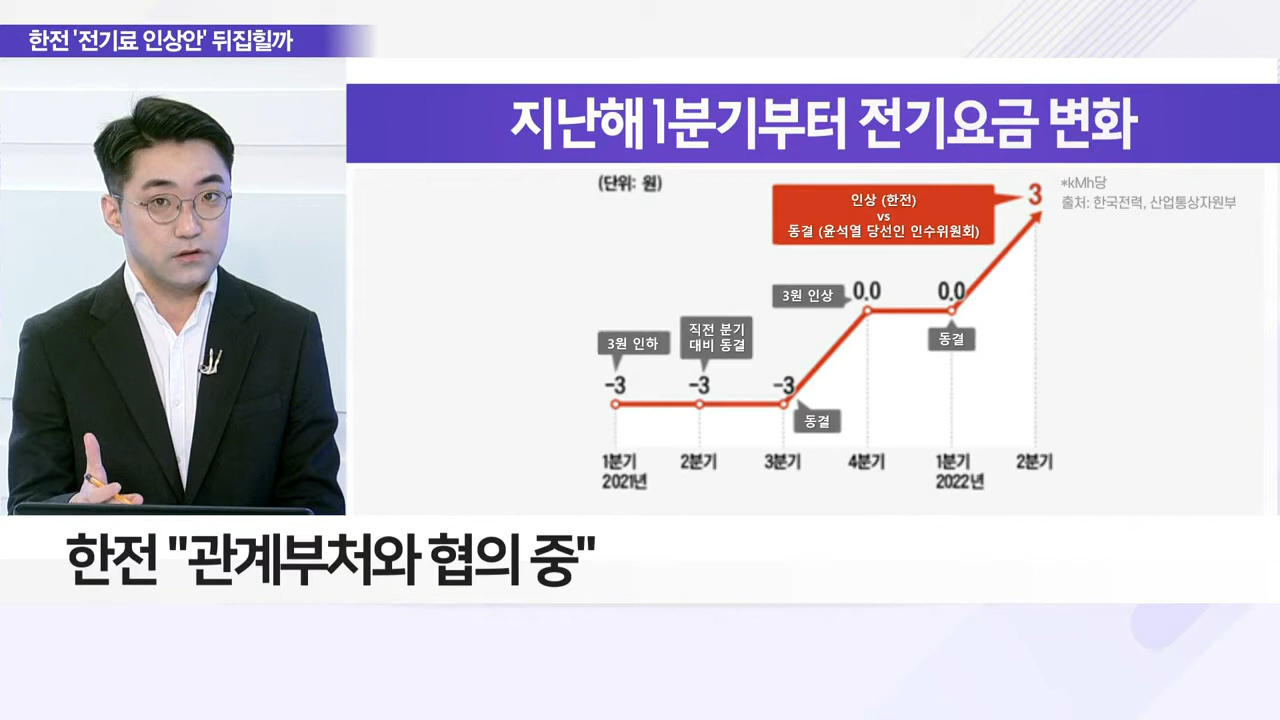 한전 '전기료 인상안' 뒤집힐까
지난해 1분기부터 전기요금 변화
(단위: 원)
*kMh당
출처: 한국전력, 산업통상자원부
인상 (한전)
vs
동결 (윤석열 당선인 인수위원회)
3
3원 인상
0.0
0.0
동결
3원 인하
직전 분기
대비 동결
-3
-3
-3
동결
1분기
2021년
2분기
3분기
4분기
1분기
2022년
2분기
한전 "관계부처와 협의 중"